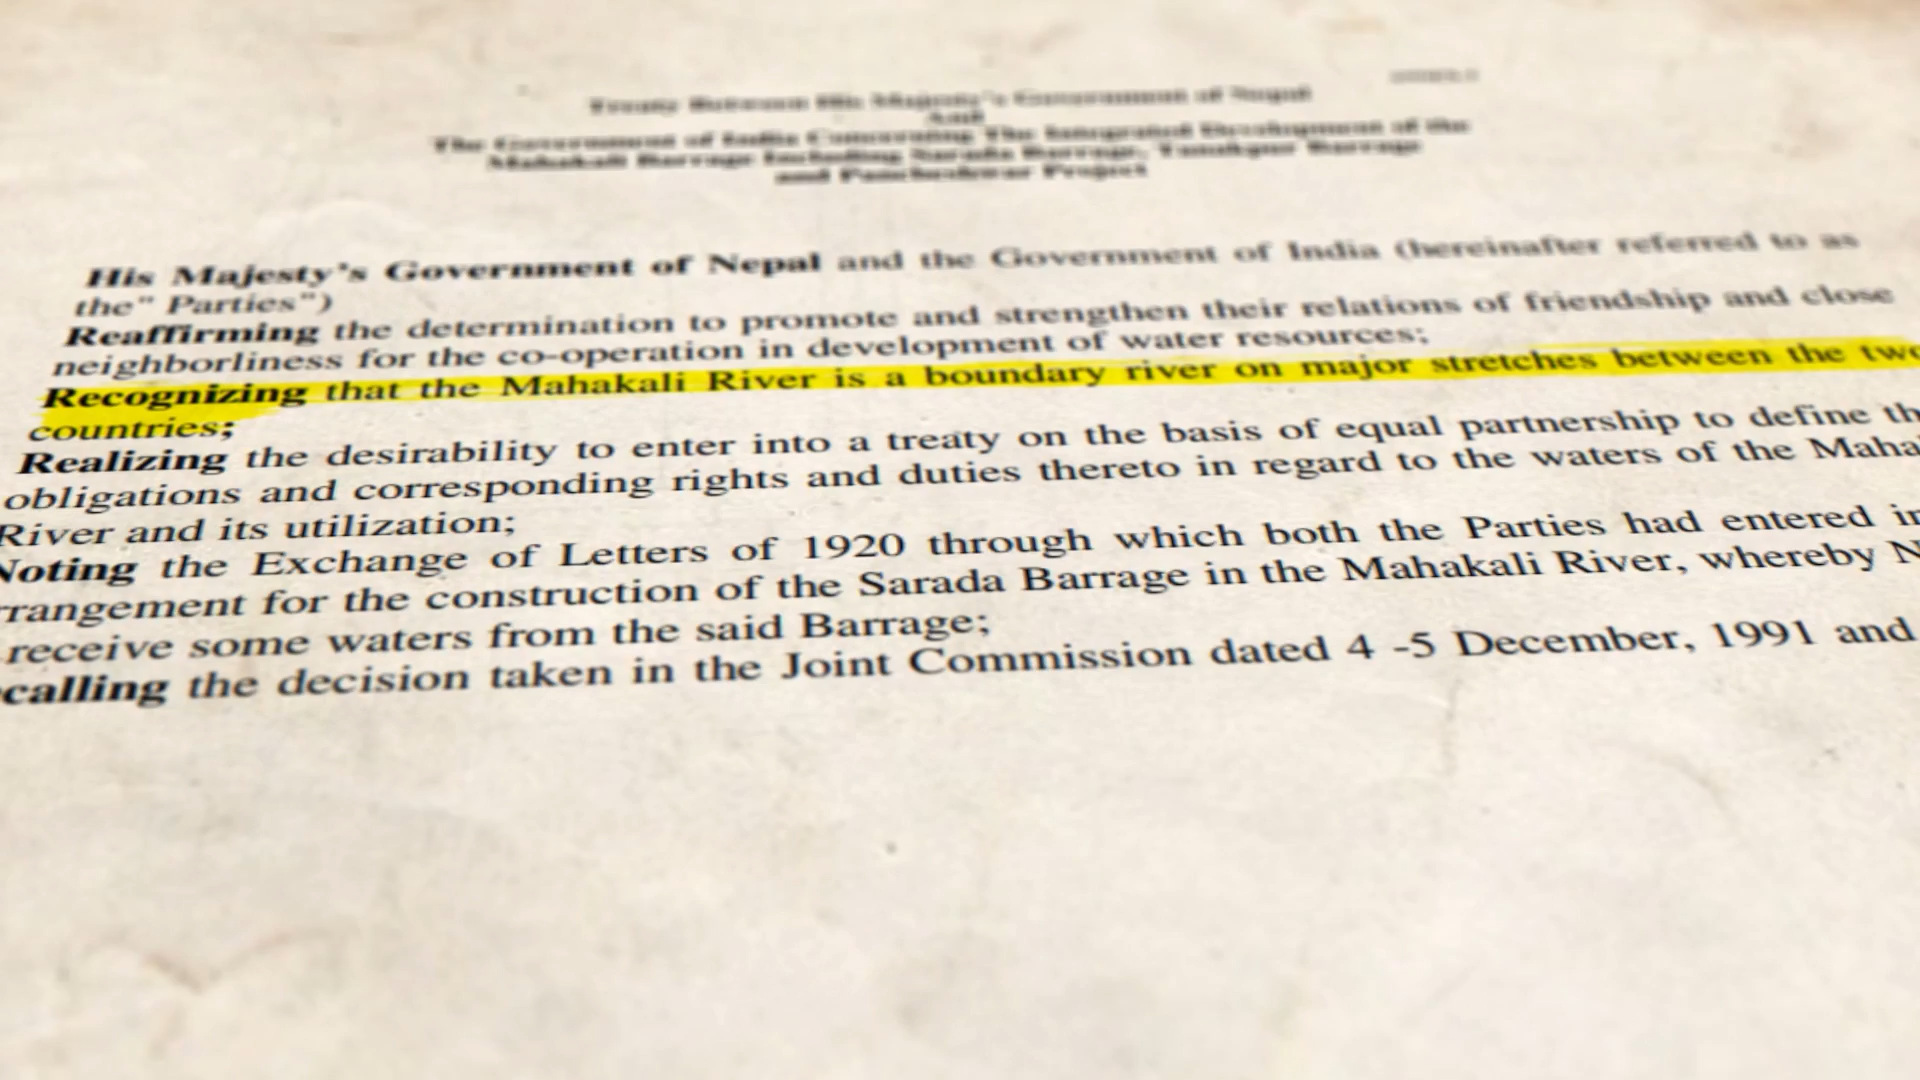 Treaty Between His Majesty's Government of Nepal
And
The Government of India Concerning The Integrated Development of the
Mahakali Barrage Including Sarada Barrage, Tanakpur Barrage
and Pancheshwar Project
His Majesty's Government of Nepal and the Government of India (hereinafter referred to as
the" Parties")
Reaffirming the determination to promote and strengthen their relations of friendship and close
neighborliness for the co-operation in development of water resources;
Recognizing that the Mahakali River is a boundary river on major stretches between the two
countries;
Realizing the desirability to enter into a treaty on the basis of equal partnership to define th
obligations and corresponding rights and duties thereto in regard to the waters of the Maha
River and its utilization;
Noting the Exchange of Letters of 1920 through which both the Parties had entered in
rrangement for the construction of the Sarada Barrage in the Mahakali River, whereby N
receive some waters from the said Barrage;
calling the decision taken in the Joint Commission dated 4 -5 December, 1991 and